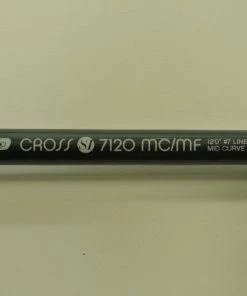 CROSS S1 7120 MC/MF
12'0" #7 LINE
MID CURVE